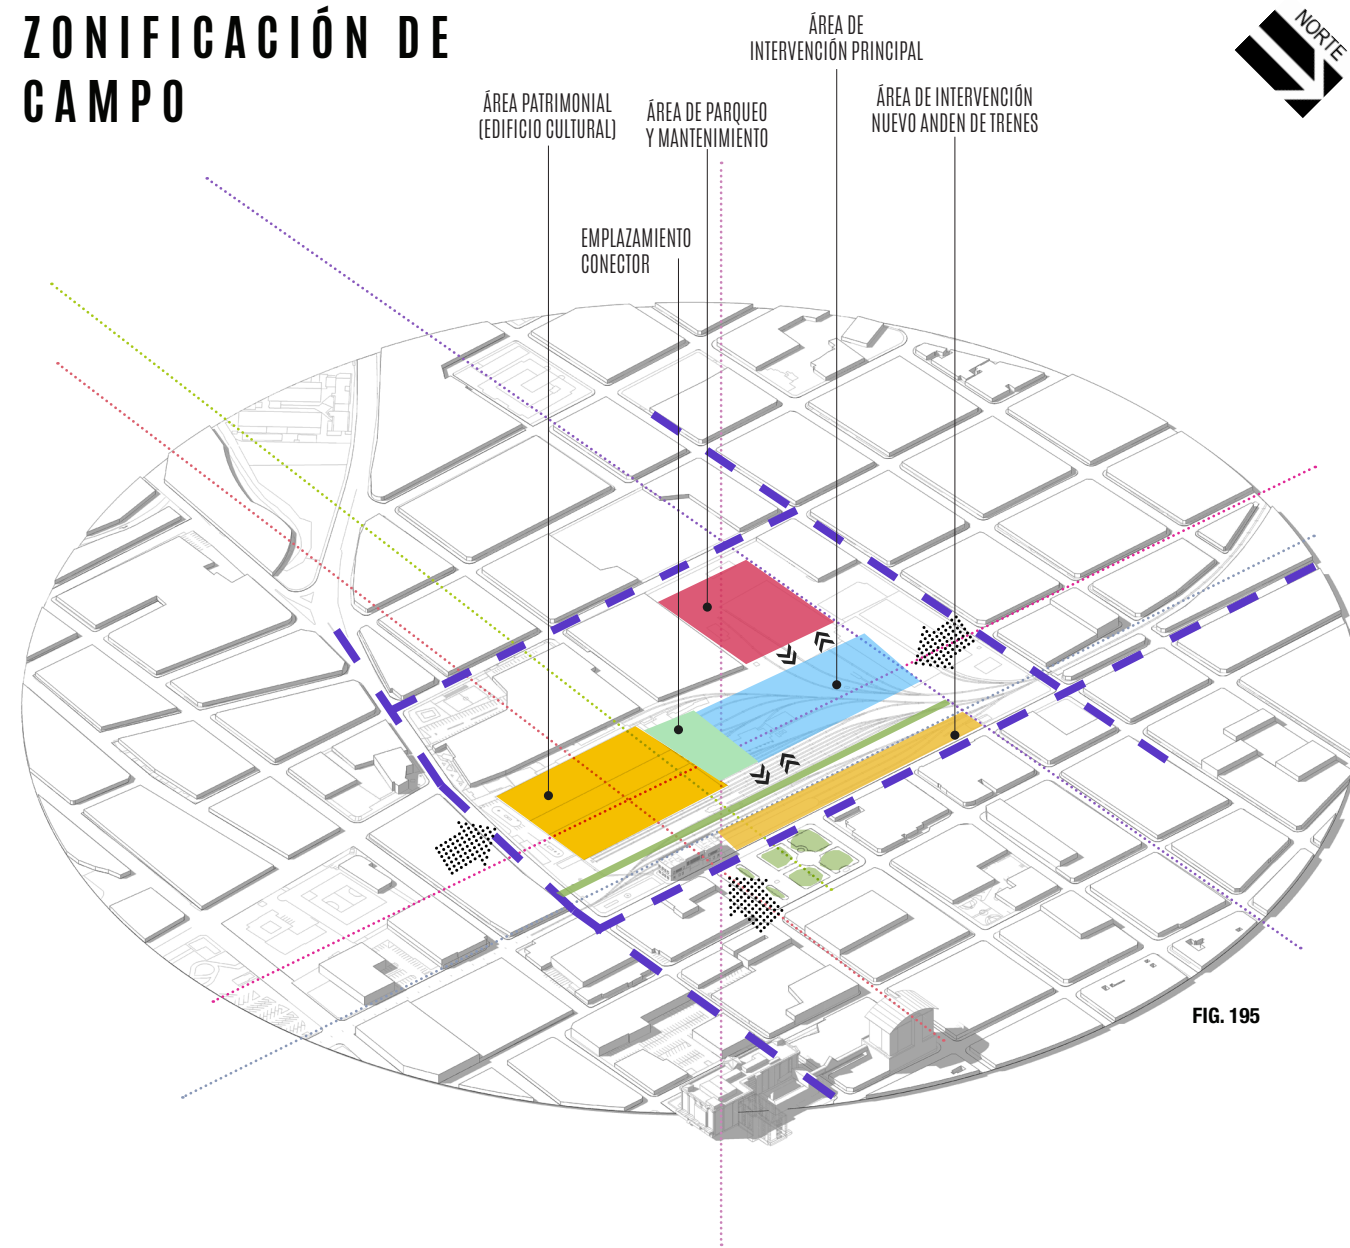 ZONIFICACIÓN DE
CAMPO
ÁREA DE
INTERVENCIÓN PRINCIPAL
NORTE
ÁREA PATRIMONIAL
(EDIFICIO CULTURAL)
ÁREA DE PARQUEO
Y MANTENIMIENTO
ÁREA DE INTERVENCIÓN
NUEVO ANDEN DE TRENES
EMPLAZAMIENTO
CONECTOR
FIG. 195